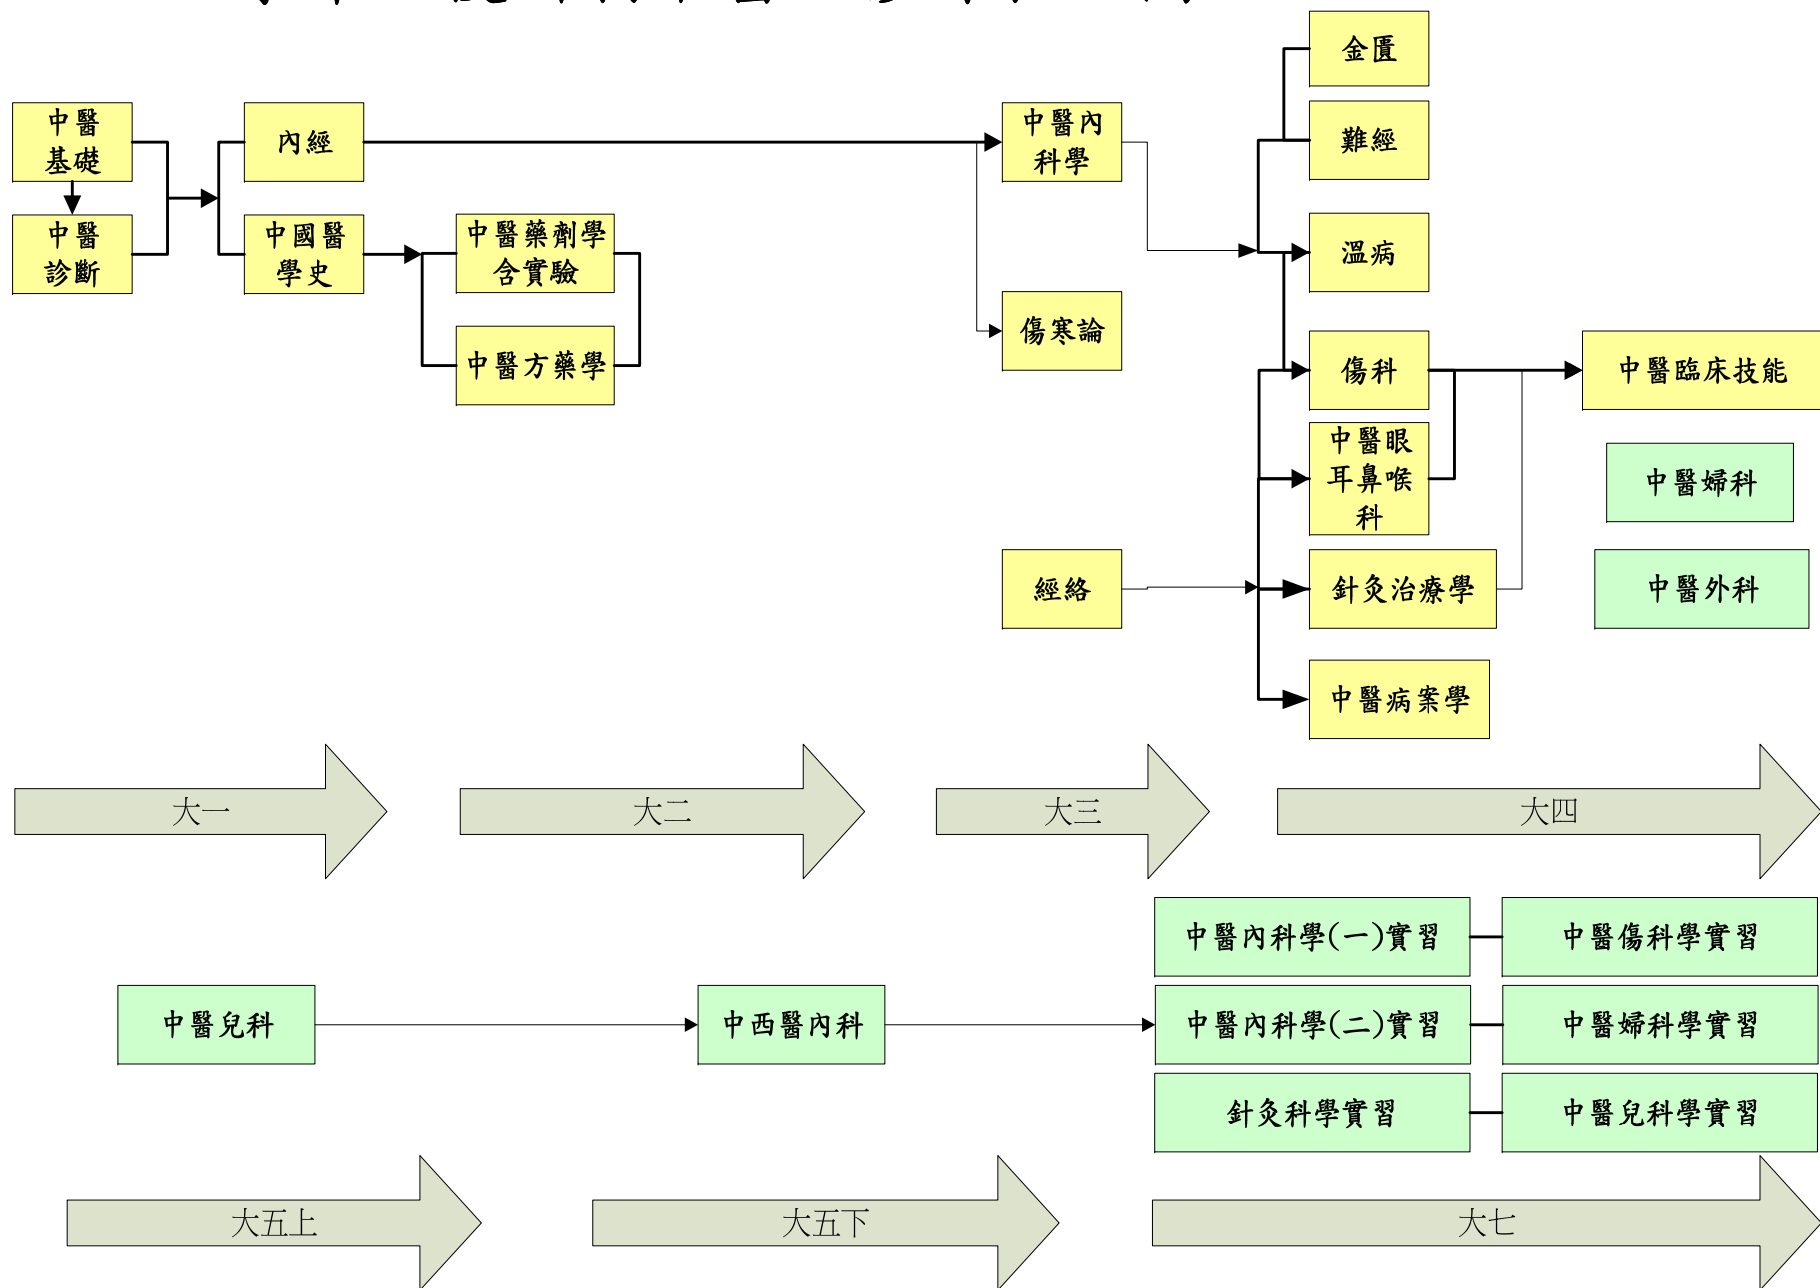 金匱
中醫
基礎
內經
中醫內
科學
難經
中醫
診斷
中國醫
學史
中醫藥劑學
含實驗
溫病
中醫方藥學
傷寒論
傷科
中醫臨床技能
中醫眼
耳鼻喉
科
中醫婦科
經絡
針灸治療學
中醫外科
中醫病案學
大一
大二
大三
大四
中醫內科學(一)實習
中醫傷科學實習
中醫兒科
中西醫內科
中醫內科學(二)實習
中醫婦科學實習
針灸科學實習
中醫兒科學實習
大五上
大五下
大七